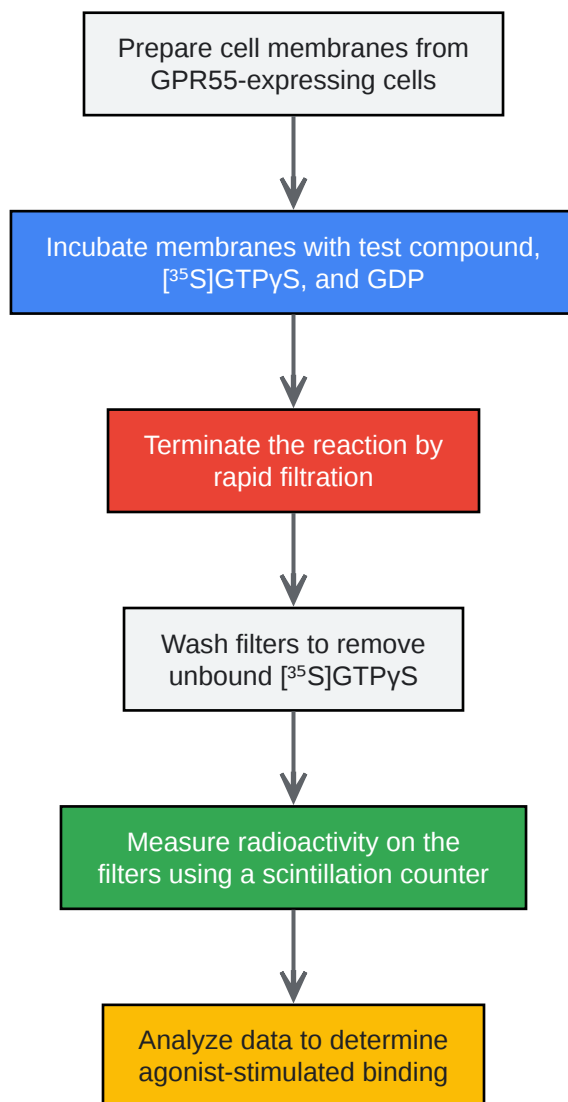 Prepare cell membranes from
GPR55-expressing cells
Incubate membranes with test compound,
[³⁵S]GTPγS, and GDP
Terminate the reaction by
rapid filtration
Wash filters to remove
unbound [³⁵S]GTPγS
Measure radioactivity on the
filters using a scintillation counter
Analyze data to determine
agonist-stimulated binding